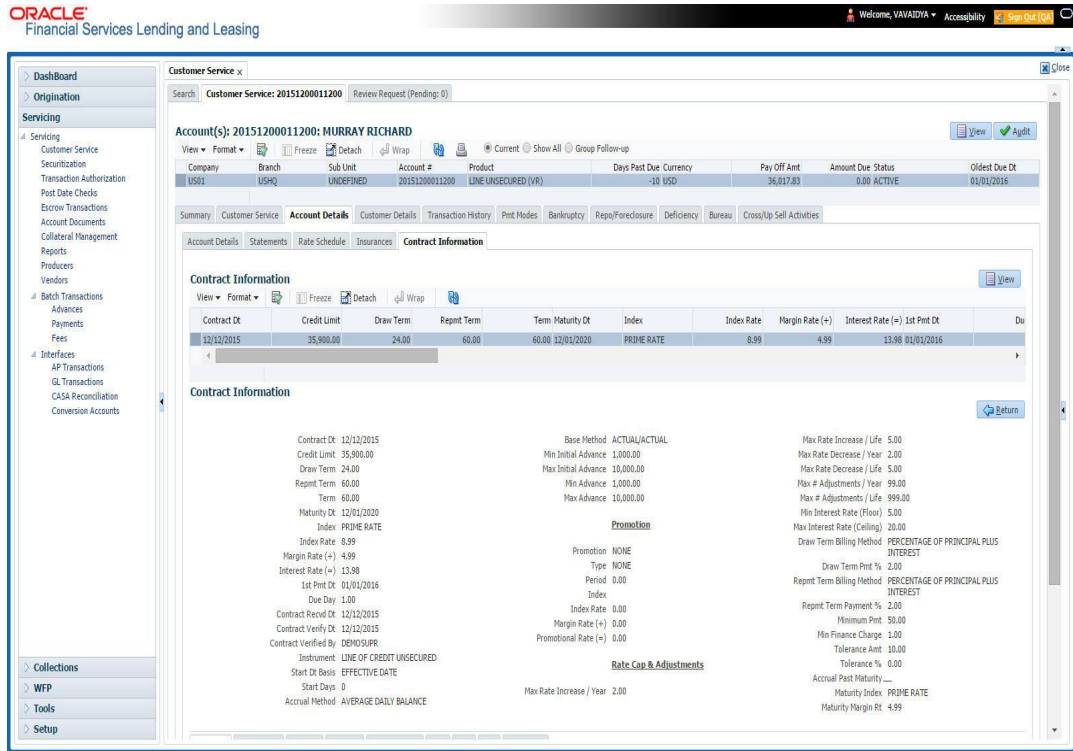 ORACLE
Financial Services Lending and Leasing
Welcome, VAVAIDYA
Accessibility
Sign Out [QA
Close
DashBoard
Origination
Servicing
Servicing
Customer Service
Securitization
Transaction Authorization
Post Date Checks
Escrow Transactions
Account Documents
Collateral Management
Reports
Producers
Vendors
Batch Transactions
Advances
Payments
Fees
Interfaces
AP Transactions
GL Transactions
CASA Reconciliation
Conversion Accounts
Collections
WFP
Tools
Setup
Customer Service x
Search Customer Service: 20151200011200 Review Request (Pending: 0)
Account(s): 20151200011200: MURRAY RICHARD
View Audit
View Format Freeze Detach Wrap Current Show All Group Follow-up
Company Branch Sub Unit Account # Product Days Past Due Currency Pay Off Amt Amount Due Status Oldest Due Dt
US01 USHQ UNDEFINED 20151200011200 LINE UNSECURED (VR) -10 USD 36,017.83 0.00 ACTIVE 01/01/2016
Summary Customer Service Account Details Customer Details Transaction History Pmt Modes Bankruptcy Repo/Foreclosure Deficiency Bureau Cross/Up Sell Activities
Account Details Statements Rate Schedule Insurances Contract Information
Contract Information
View
View Format Freeze Detach Wrap
Contract Dt Credit Limit Draw Term Repmt Term Term Maturity Dt Index Index Rate Margin Rate (+) Interest Rate (=) 1st Pmt Dt Du
12/12/2015 35,900.00 24.00 60.00 60.00 12/01/2020 PRIME RATE 8.99 4.99 13.98 01/01/2016
Contract Information
Return
Contract Dt 12/12/2015
Credit Limit 35,900.00
Draw Term 24.00
Repmt Term 60.00
Term 60.00
Maturity Dt 12/01/2020
Index PRIME RATE
Index Rate 8.99
Margin Rate (+) 4.99
Interest Rate (=) 13.98
1st Pmt Dt 01/01/2016
Due Day 1.00
Contract Recvd Dt 12/12/2015
Contract Verify Dt 12/12/2015
Contract Verified By DEMOSUPR
Instrument LINE OF CREDIT UNSECURED
Start Dt Basis EFFECTIVE DATE
Start Days 0
Accrual Method AVERAGE DAILY BALANCE
Base Method ACTUAL/ACTUAL
Min Initial Advance 1,000.00
Max Initial Advance 10,000.00
Min Advance 1,000.00
Max Advance 10,000.00
Promotion
Promotion NONE
Type NONE
Period 0.00
Index
Index Rate 0.00
Margin Rate (+) 0.00
Promotional Rate (=) 0.00
Rate Cap & Adjustments
Max Rate Increase / Year 2.00
Max Rate Increase / Life 5.00
Max Rate Decrease / Year 2.00
Max Rate Decrease / Life 5.00
Max # Adjustments / Year 99.00
Max # Adjustments / Life 999.00
Min Interest Rate (Floor) 5.00
Max Interest Rate (Ceiling) 20.00
Draw Term Billing Method PERCENTAGE OF PRINCIPAL PLUS
INTEREST
Draw Term Pmt % 2.00
Repmt Term Billing Method PERCENTAGE OF PRINCIPAL PLUS
INTEREST
Repmt Term Payment % 2.00
Minimum Pmt 50.00
Min Finance Charge 1.00
Tolerance Amt 10.00
Tolerance % 0.00
Accrual Past Maturity
Maturity Index PRIME RATE
Maturity Margin Rt 4.99